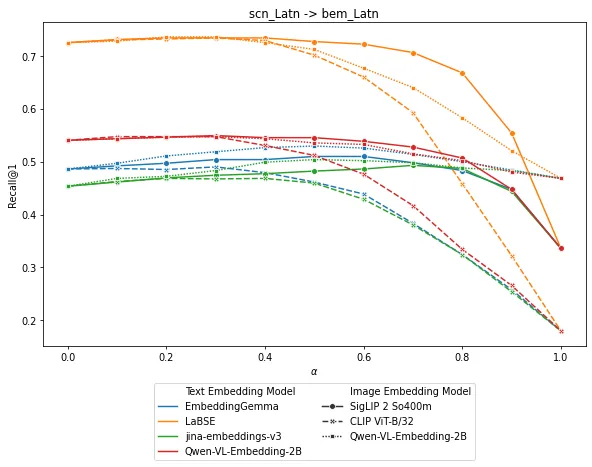 scn_Latn -> bem_Latn
Recall@1
0.7
0.6
0.5
0.4
0.3
0.2
0.0
0.2
0.4
0.6
0.8
1.0
α
Text Embedding Model
EmbeddingGemma
LaBSE
jina-embeddings-v3
Qwen-VL-Embedding-2B
Image Embedding Model
SigLIP 2 So400m
CLIP ViT-B/32
Qwen-VL-Embedding-2B